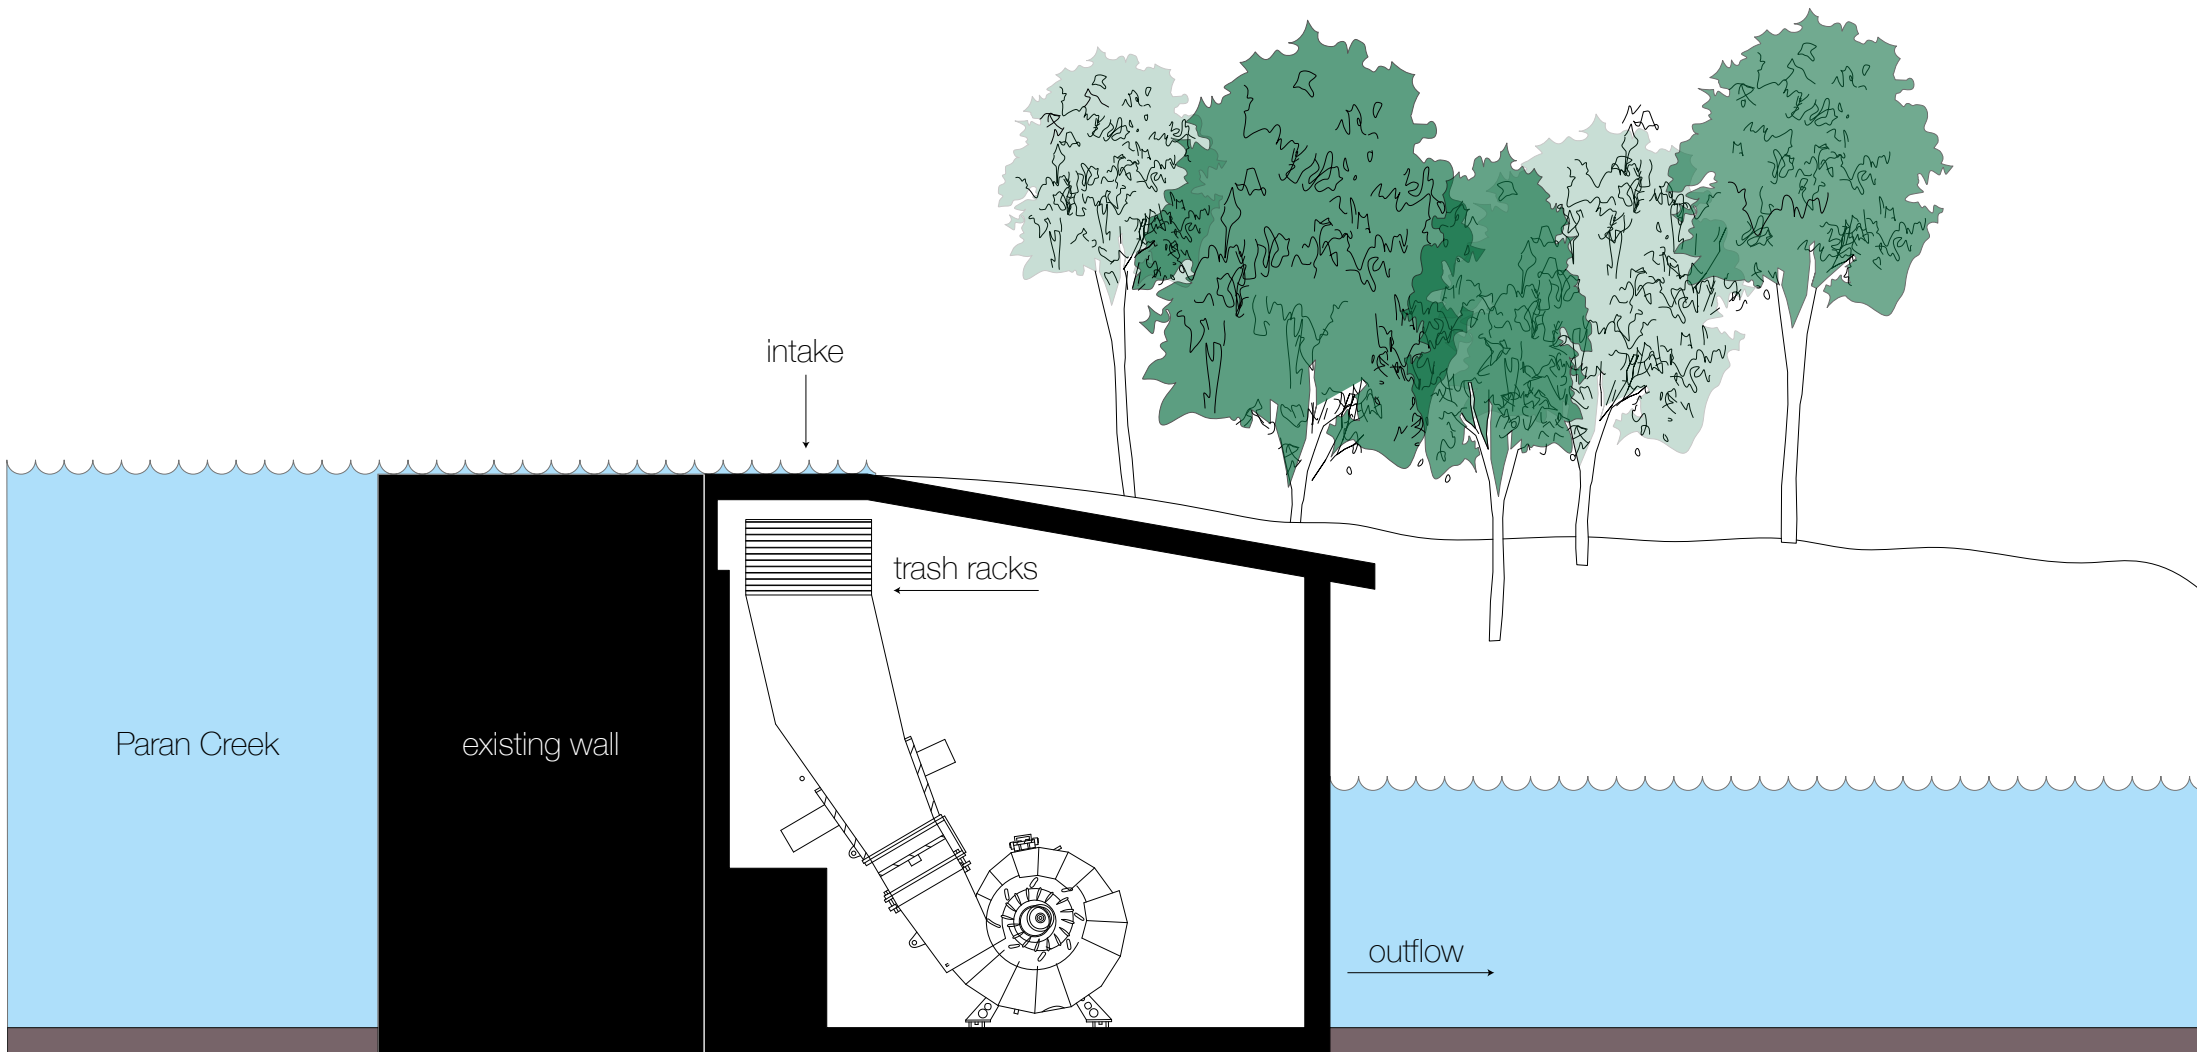 intake
trash racks
Paran Creek
existing wall
outflow